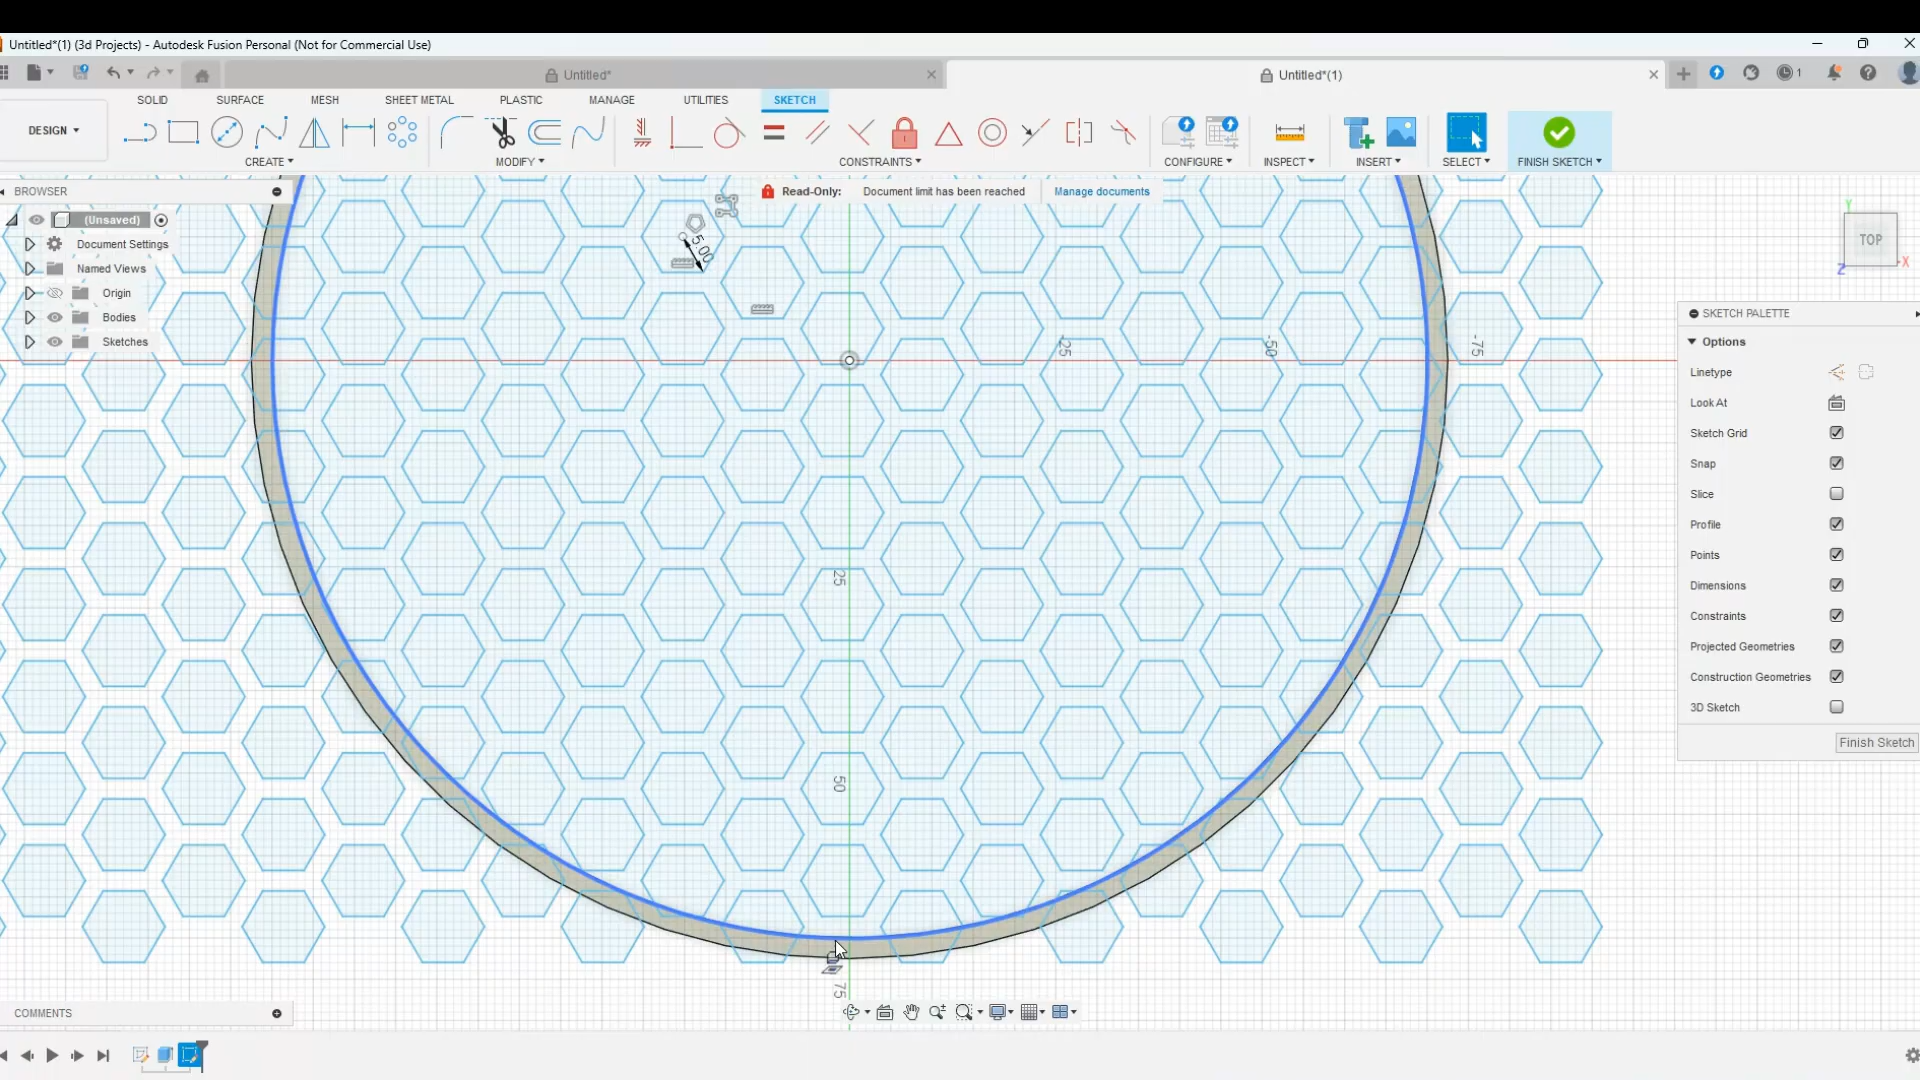 Untitled*(1) (3d Projects) - Autodesk Fusion Personal (Not for Commercial Use)
Untitled*
Untitled*(1)
1
SOLID SURFACE MESH SHEET METAL PLASTIC MANAGE UTILITIES SKETCH
DESIGN
CREATE MODIFY CONSTRAINTS CONFIGURE INSPECT INSERT SELECT FINISH SKETCH
BROWSER
Read-Only: Document limit has been reached Manage documents
(Unsaved)
Document Settings
Named Views
Origin
Bodies
Sketches
5.00
-25
-50
-75
25
50
75
Y
TOP
X
Z
SKETCH PALETTE
Options
Linetype
Look At
Sketch Grid
Snap
Slice
Profile
Points
Dimensions
Constraints
Projected Geometries
Construction Geometries
3D Sketch
Finish Sketch
COMMENTS